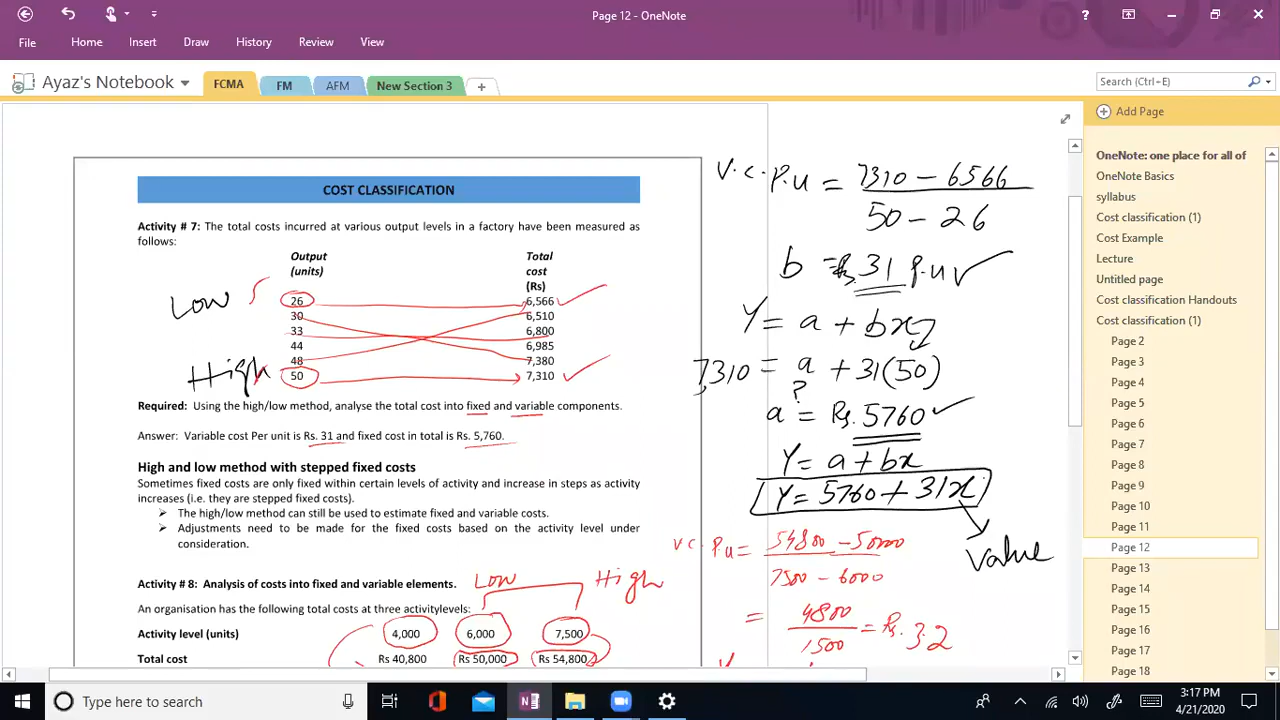 Page 12 - OneNote
?
File Home Insert Draw History Review View
Ayaz's Notebook FCMA FM AFM New Section 3 +
Search (Ctrl+E)
Add Page
COST CLASSIFICATION
Activity # 7: The total costs incurred at various output levels in a factory have been measured as
follows:
Output Total
(units) cost
(Rs)
26 6,566
30 6,510
33 6,800
44 6,985
48 7,380
50 7,310
Low
High
Required: Using the high/low method, analyse the total cost into fixed and variable components.
Answer: Variable cost Per unit is Rs. 31 and fixed cost in total is Rs. 5,760.
High and low method with stepped fixed costs
Sometimes fixed costs are only fixed within certain levels of activity and increase in steps as activity
increases (i.e. they are stepped fixed costs).
➢ The high/low method can still be used to estimate fixed and variable costs.
➢ Adjustments need to be made for the fixed costs based on the activity level under
consideration.
Activity # 8: Analysis of costs into fixed and variable elements.
Low High
An organisation has the following total costs at three activitylevels:
Activity level (units) 4,000 6,000 7,500
Total cost Rs 40,800 Rs 50,000 Rs 54,800
V.C. P.u = 7310 - 6566
50 - 26
b = Rs. 31 P.u
Y = a + bx
7,310 = a + 31(50)
?
a = Rs. 5760
Y = a + bx
Y = 5760 + 31x
Value
V.C. P.u = 54800 - 50000
7500 - 6000
= 4800
1500 = Rs. 3.2
OneNote: one place for all of
OneNote Basics
syllabus
Cost classification (1)
Cost Example
Lecture
Untitled page
Cost classification Handouts
Cost classification (1)
Page 2
Page 3
Page 4
Page 5
Page 6
Page 7
Page 8
Page 9
Page 10
Page 11
Page 12
Page 13
Page 14
Page 15
Page 16
Page 17
Page 18
Type here to search
3:17 PM
4/21/2020